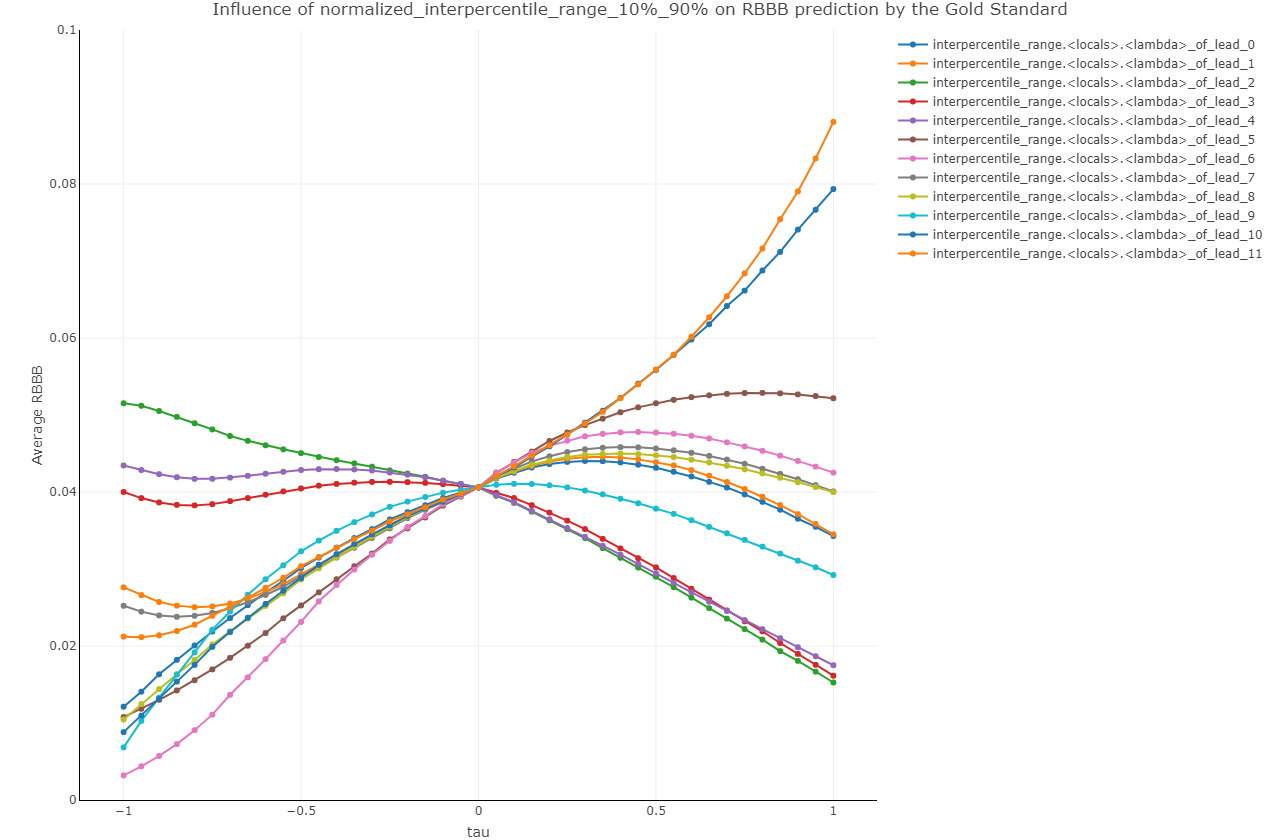 Influence of normalized_interpercentile_range_10%_90% on RBBB prediction by the Gold Standard
0.1
0.08
0.06
0.04
0.02
0
Average RBBB
−1
−0.5
0
0.5
1
tau
interpercentile_range.<locals>.<lambda>_of_lead_0
interpercentile_range.<locals>.<lambda>_of_lead_1
interpercentile_range.<locals>.<lambda>_of_lead_2
interpercentile_range.<locals>.<lambda>_of_lead_3
interpercentile_range.<locals>.<lambda>_of_lead_4
interpercentile_range.<locals>.<lambda>_of_lead_5
interpercentile_range.<locals>.<lambda>_of_lead_6
interpercentile_range.<locals>.<lambda>_of_lead_7
interpercentile_range.<locals>.<lambda>_of_lead_8
interpercentile_range.<locals>.<lambda>_of_lead_9
interpercentile_range.<locals>.<lambda>_of_lead_10
interpercentile_range.<locals>.<lambda>_of_lead_11